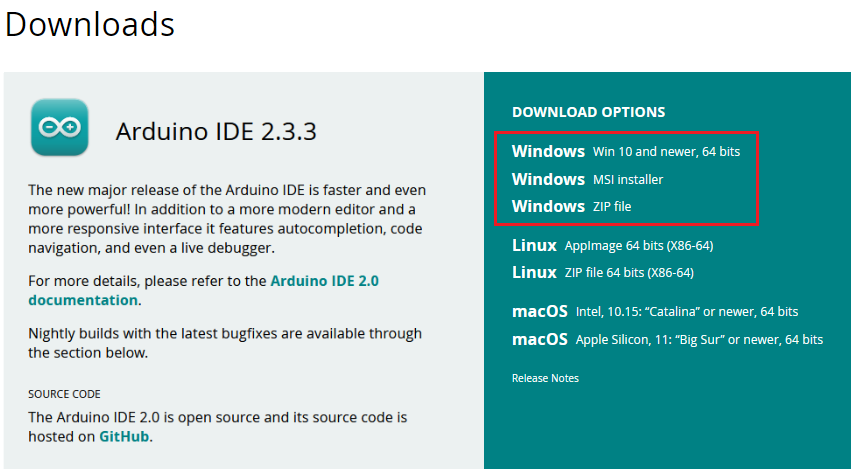 Downloads
Arduino IDE 2.3.3
The new major release of the Arduino IDE is faster and even
more powerful! In addition to a more modern editor and a
more responsive interface it features autocompletion, code
navigation, and even a live debugger.
For more details, please refer to the Arduino IDE 2.0
documentation.
Nightly builds with the latest bugfixes are available through
the section below.
SOURCE CODE
The Arduino IDE 2.0 is open source and its source code is
hosted on GitHub.
DOWNLOAD OPTIONS
Windows Win 10 and newer, 64 bits
Windows MSI installer
Windows ZIP file
Linux AppImage 64 bits (X86-64)
Linux ZIP file 64 bits (X86-64)
macOS Intel, 10.15: “Catalina” or newer, 64 bits
macOS Apple Silicon, 11: “Big Sur” or newer, 64 bits
Release Notes